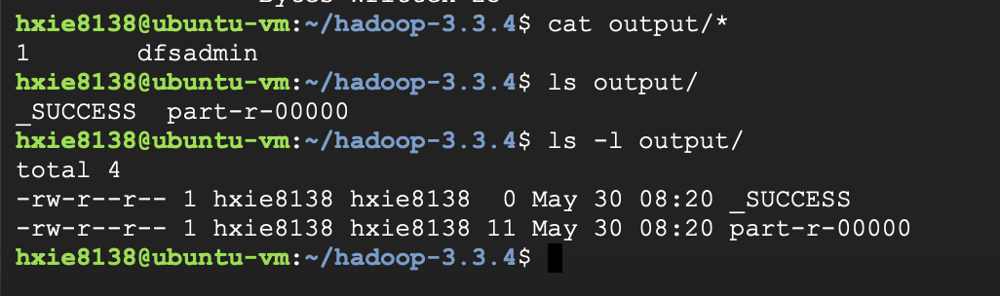 hxie8138@ubuntu-vm:~/hadoop-3.3.4$ cat output/*
1       dfsadmin
hxie8138@ubuntu-vm:~/hadoop-3.3.4$ ls output/
_SUCCESS  part-r-00000
hxie8138@ubuntu-vm:~/hadoop-3.3.4$ ls -l output/
total 4
-rw-r--r-- 1 hxie8138 hxie8138  0 May 30 08:20 _SUCCESS
-rw-r--r-- 1 hxie8138 hxie8138 11 May 30 08:20 part-r-00000
hxie8138@ubuntu-vm:~/hadoop-3.3.4$